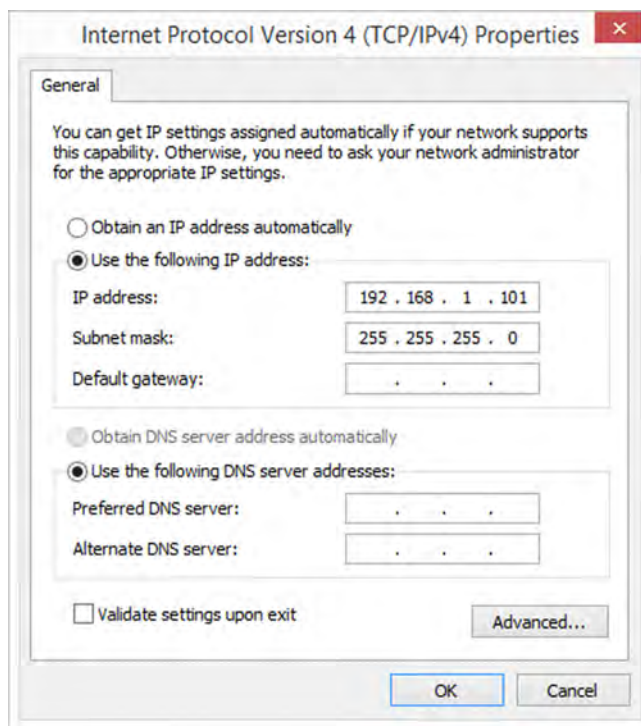 Internet Protocol Version 4 (TCP/IPv4) Properties
General
You can get IP settings assigned automatically if your network supports
this capability. Otherwise, you need to ask your network administrator
for the appropriate IP settings.
Obtain an IP address automatically
Use the following IP address:
IP address: 192 . 168 . 1 . 101
Subnet mask: 255 . 255 . 255 . 0
Default gateway: . . .
Obtain DNS server address automatically
Use the following DNS server addresses:
Preferred DNS server: . . .
Alternate DNS server: . . .
Validate settings upon exit
Advanced...
OK Cancel